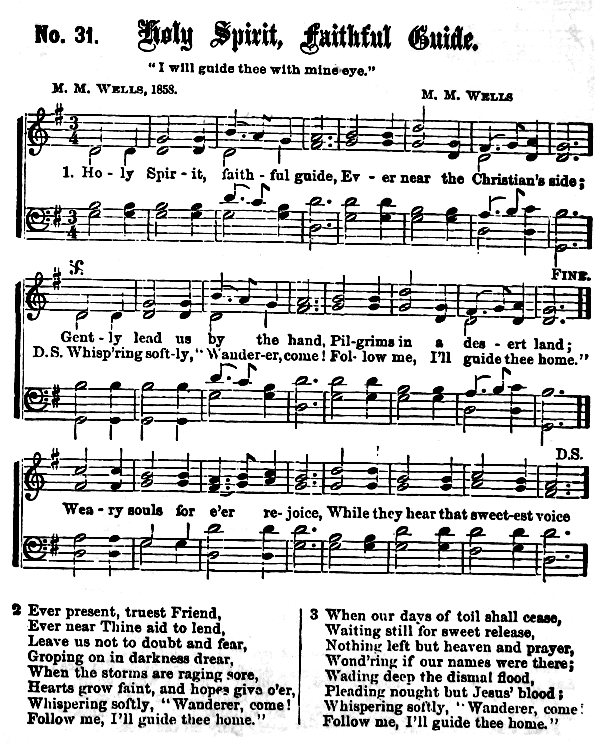 No. 31. Holy Spirit, Faithful Guide.
"I will guide thee with mine eye."
M. M. WELLS, 1858. M. M. WELLS
1. Ho - ly Spir - it, faith - ful guide, Ev - er near the Christian's side;
FINE.
Gent - ly lead us by the hand, Pil-grims in a des - ert land;
D.S. Whisp'ring soft-ly, "Wander-er, come! Fol- low me, I'll guide thee home."
D.S.
Wea - ry souls for e'er re - joice, While they hear that sweet-est voice
2 Ever present, truest Friend,
Ever near Thine aid to lend,
Leave us not to doubt and fear,
Groping on in darkness drear,
When the storms are raging sore,
Hearts grow faint, and hopes give o'er,
Whispering softly, "Wanderer, come!
Follow me, I'll guide thee home."
3 When our days of toil shall cease,
Waiting still for sweet release,
Nothing left but heaven and prayer,
Wond'ring if our names were there;
Wading deep the dismal flood,
Pleading nought but Jesus' blood;
Whispering softly, "Wanderer, come!
Follow me, I'll guide thee home."